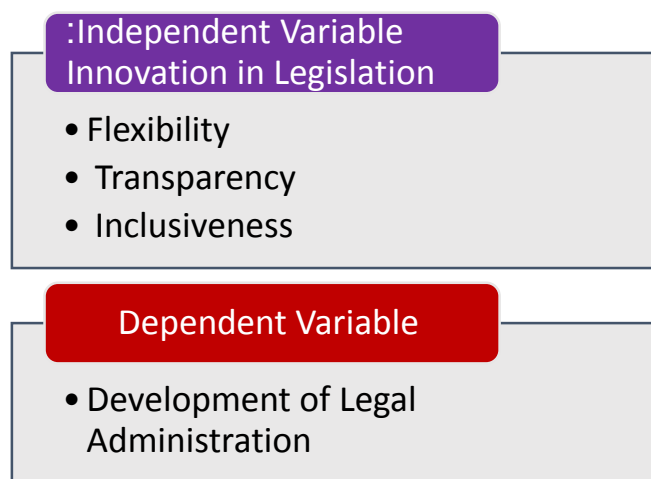 :Independent Variable
Innovation in Legislation
• Flexibility
• Transparency
• Inclusiveness
Dependent Variable
• Development of Legal
Administration